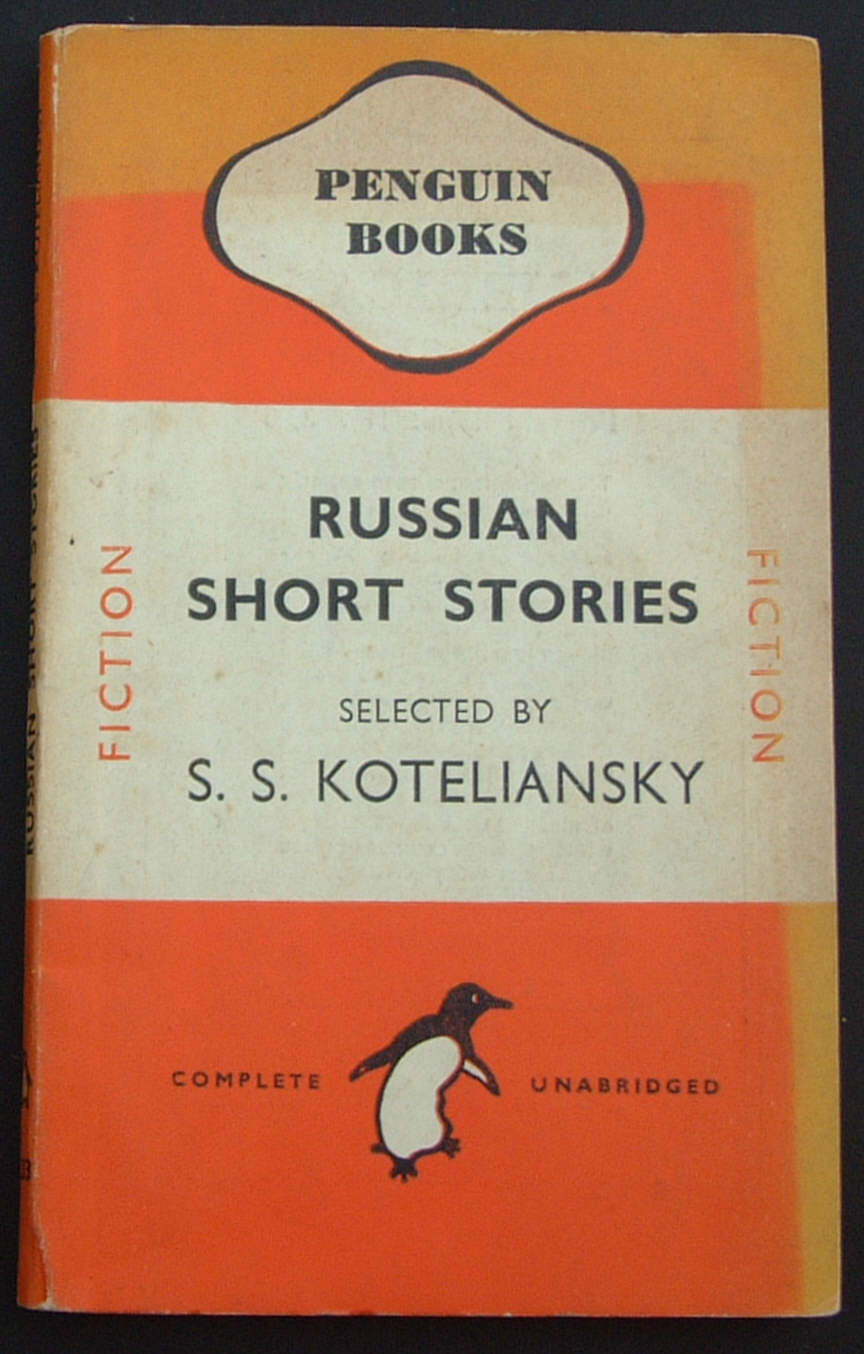 PENGUIN
BOOKS
RUSSIAN
SHORT STORIES
SELECTED BY
S. S. KOTELIANSKY
FICTION
FICTION
COMPLETE
UNABRIDGED
RUSSIAN SHORT STORIES